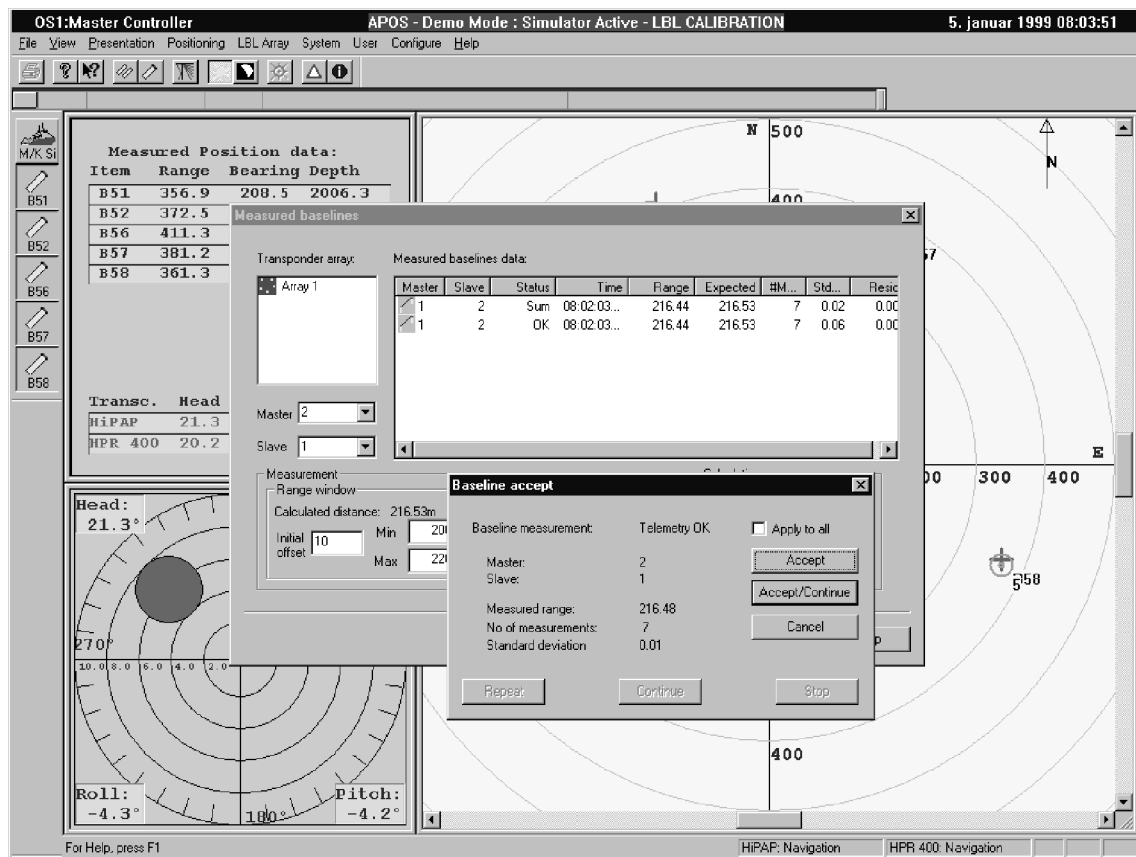 OS1:Master Controller APOS - Demo Mode : Simulator Active - LBL CALIBRATION 5. januar 1999 08:03:51
File View Presentation Positioning LBL Array System User Configure Help
M/K Si
B51
B52
B56
B57
B58
Measured Position data:
Item Range Bearing Depth
B51 356.9 208.5 2006.3
B52 372.5
B56 411.3
B57 381.2
B58 361.3
Transc. Head
HiPAP 21.3
HPR 400 20.2
N 500
N
400
57
E
300 400
B58
5
400
Measured baselines
Transponder array:
Array 1
Measured baselines data:
Master Slave Status Time Range Expected #M... Std... Resid
1 2 Sum 08:02:03... 216.44 216.53 7 0.02 0.00
1 2 OK 08:02:03... 216.44 216.53 7 0.06 0.00
Master 2
Slave 1
Measurement
Range window
Calculated distance: 216.53m
Initial offset 10
Min 20
Max 22
Baseline accept
Baseline measurement: Telemetry OK Apply to all
Master: 2
Slave: 1
Measured range: 216.48
No of measurements: 7
Standard deviation 0.01
Accept
Accept/Continue
Cancel
Repeat Continue Stop
Head:
21.3°
270°
10.0 8.0 6.0 4.0 2.0
180°
Roll:
-4.3°
Pitch:
-4.2°
For Help, press F1 HiPAP: Navigation HPR 400: Navigation